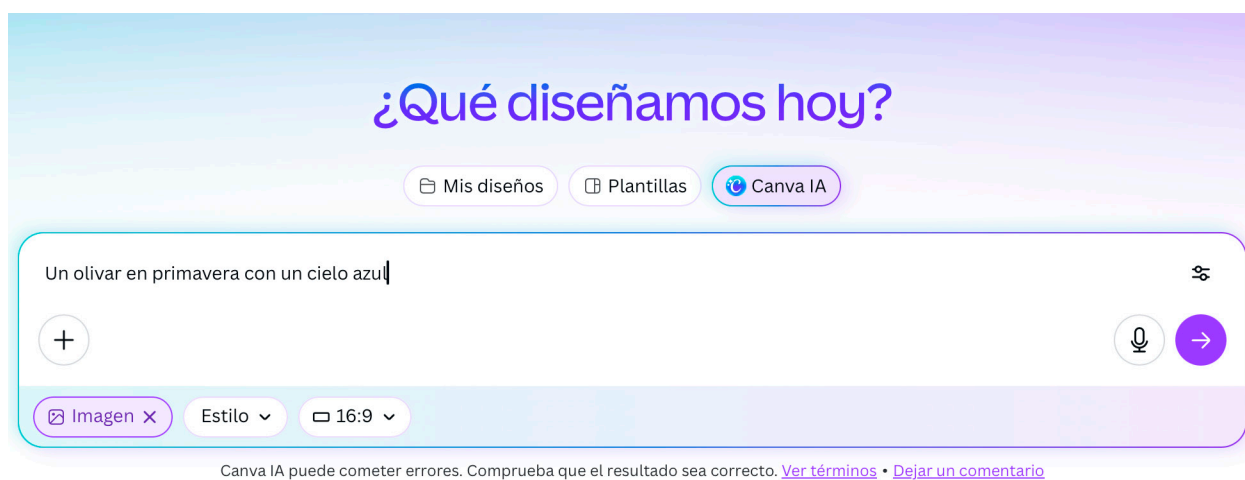 ¿Qué diseñamos hoy?
Mis diseños Plantillas Canva IA
Un olivar en primavera con un cielo azul
Imagen Estilo 16:9
Canva IA puede cometer errores. Comprueba que el resultado sea correcto. Ver términos • Dejar un comentario